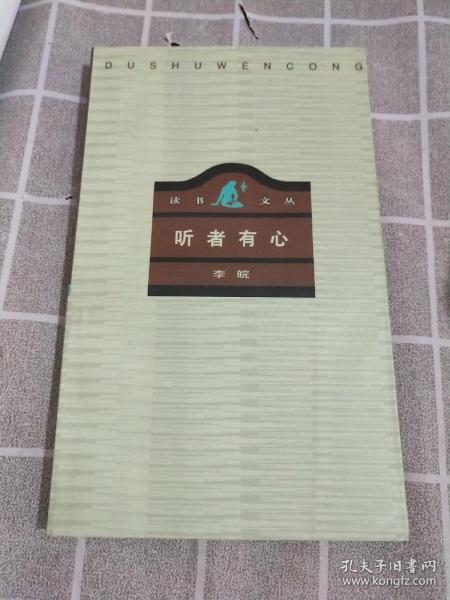 DUSHUWENCONG
读书 文丛
听者有心
李皖
孔夫子旧书网
www.kongfz.com